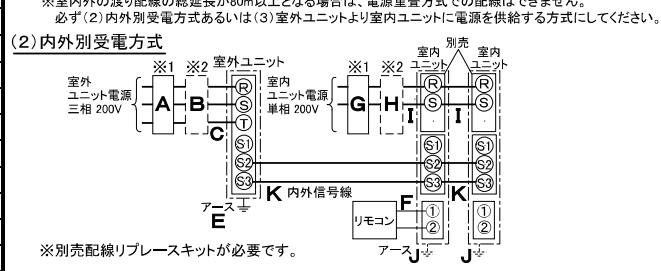 ※室内外の渡り配線の総延長が80m以上となる場合は、電源重畳方式での配線はできません。
必ず(2)内外別受電方式あるいは(3)室外ユニットより室内ユニットに電源を供給する方式にしてください。
(2)内外別受電方式
別売
※1 ※2 室外ユニット
※1 ※2
室内ユニット
室内ユニット
室外
ユニット電源
三相 200V
A
B
C
R
S
T
S1
S2
S3
室内
ユニット電源
単相 200V
G
H
I
R
S
I
R
S
S1
S2
S3
S1
S2
S3
K 内外信号線
K
アース
E
リモコン
F
①
②
①
②
アース
J
J
※別売配線リプレースキットが必要です。